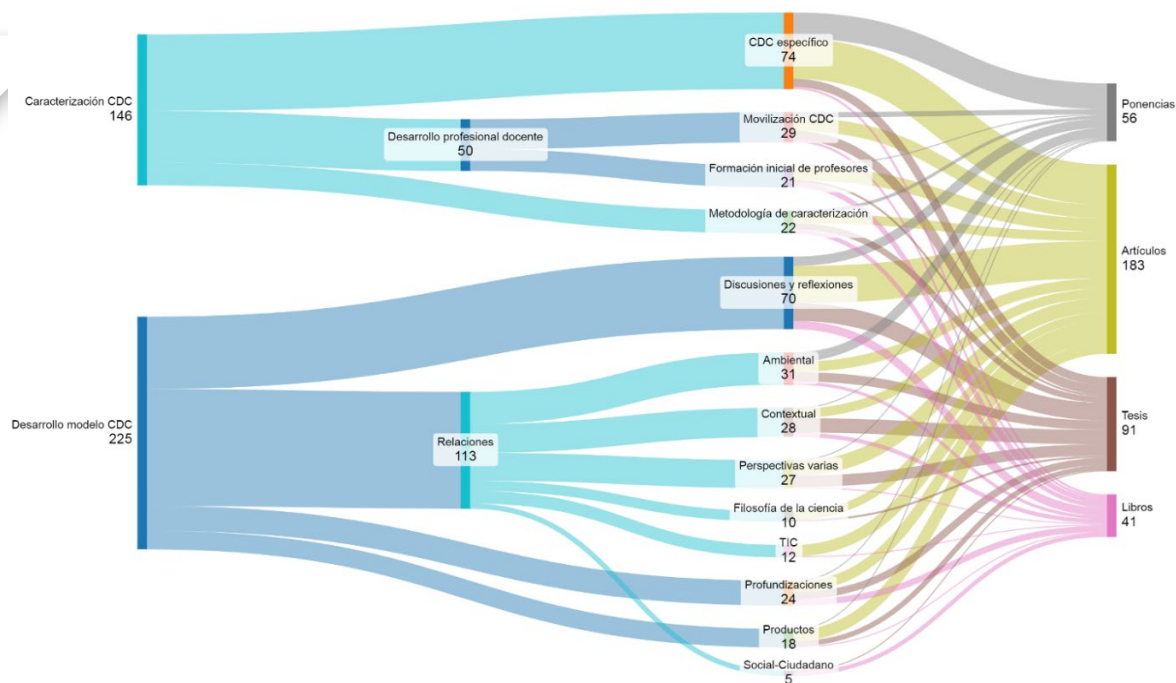 Caracterización CDC
146
Desarrollo modelo CDC
225
Desarrollo profesional docente
50
Relaciones
113
CDC específico
74
Movilización CDC
29
Formación inicial de profesores
21
Metodología de caracterización
22
Discusiones y reflexiones
70
Ambiental
31
Contextual
28
Perspectivas varias
27
Filosofía de la ciencia
10
TIC
12
Profundizaciones
24
Productos
18
Social-Ciudadano
5
Ponencias
56
Artículos
183
Tesis
91
Libros
41